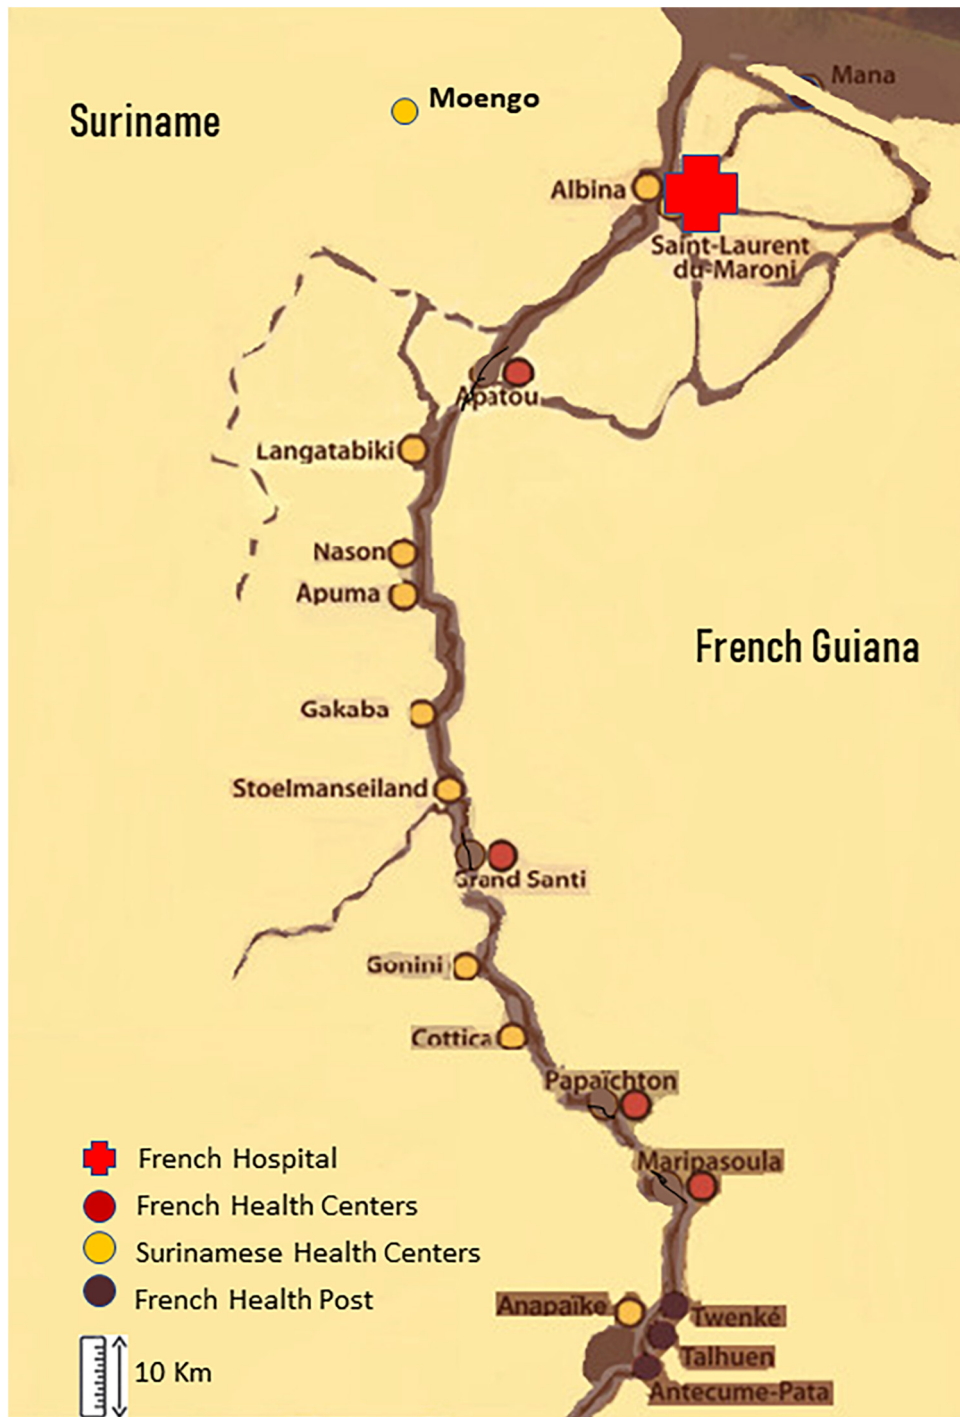 Mana
Moengo
Suriname
Albina
Saint-Laurent
du-Maroni
Apatou
Langatabiki
Nason
Apuma
French Guiana
Gakaba
Stoelmanseiland
Grand Santi
Gonini
Cottica
Papaïchton
Maripasoula
French Hospital
French Health Centers
Surinamese Health Centers
French Health Post
Anapaïke
Twenké
Talhuen
Antecume-Pata
10 Km